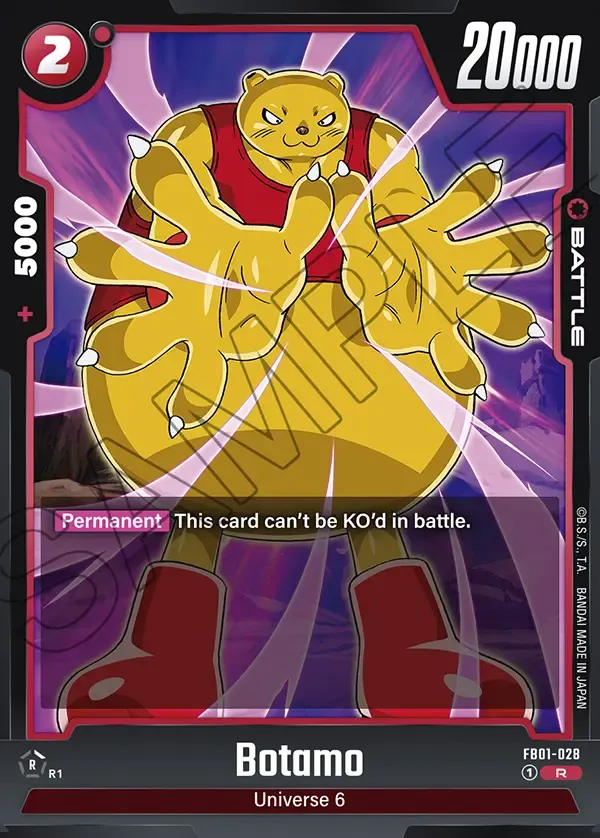 2
20000
+ 5000
BATTLE
SAMPLE
Permanent This card can't be KO'd in battle.
©B.S./S., T.A. BANDAI MADE IN JAPAN
R
R1
Botamo
FB01-028
1 R
Universe 6